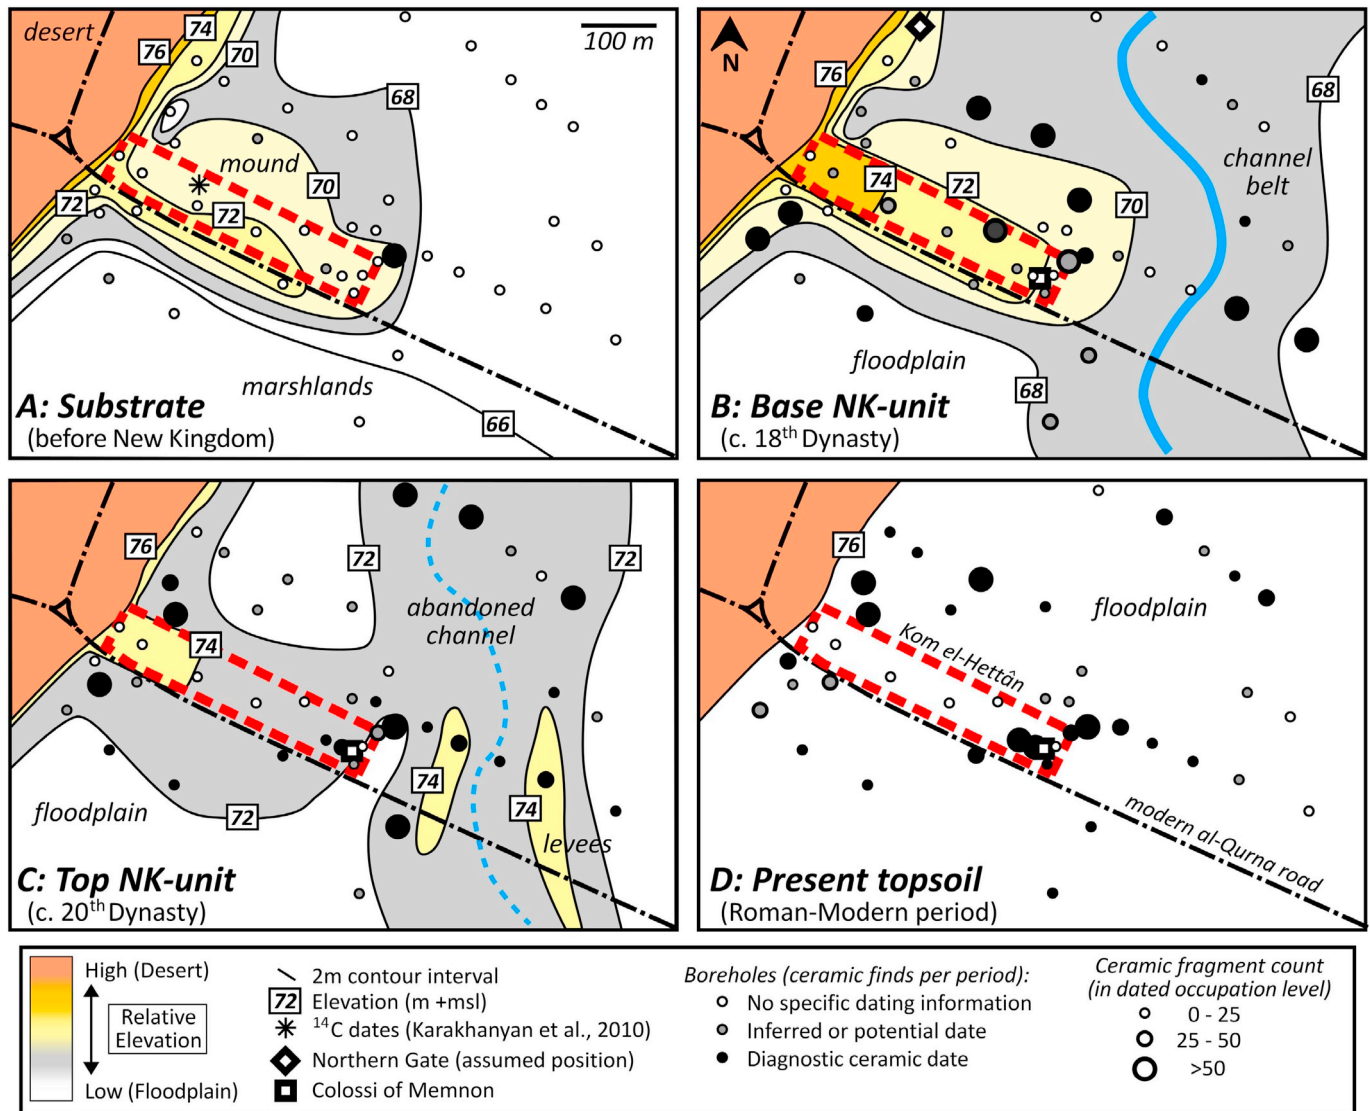 desert
74
76
70
100 m
68
mound
70
72
72
marshlands
A: Substrate
(before New Kingdom)
66
N
76
68
channel
belt
74
72
70
floodplain
68
B: Base NK-unit
(c. 18th Dynasty)
76
72
72
abandoned
channel
74
74
74
floodplain
72
levees
C: Top NK-unit
(c. 20th Dynasty)
76
floodplain
Kom el-Hettân
modern al-Qurna road
D: Present topsoil
(Roman-Modern period)
High (Desert)
Relative
Elevation
Low (Floodplain)
2m contour interval
72 Elevation (m +msl)
14C dates (Karakhanyan et al., 2010)
Northern Gate (assumed position)
Colossi of Memnon
Boreholes (ceramic finds per period):
No specific dating information
Inferred or potential date
Diagnostic ceramic date
Ceramic fragment count
(in dated occupation level)
0 - 25
25 - 50
>50